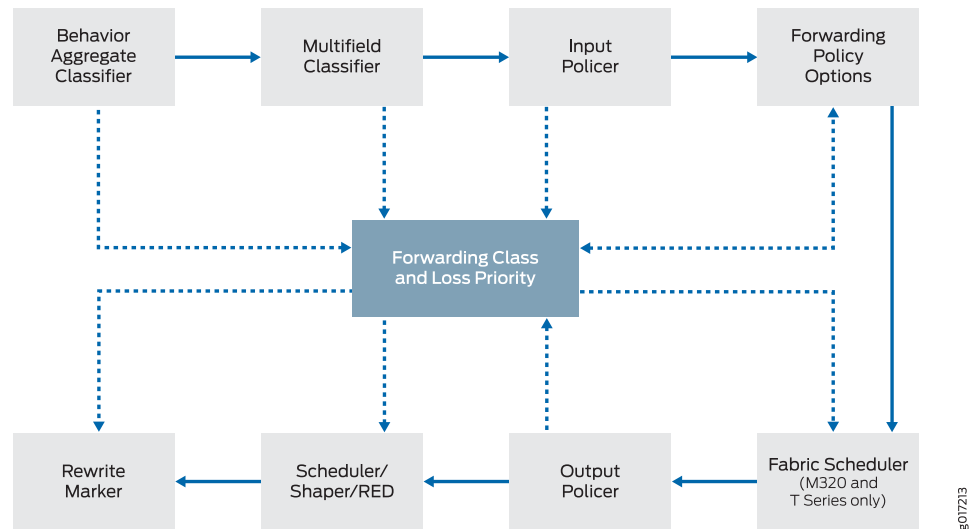 Behavior
Aggregate
Classifier
Multifield
Classifier
Input
Policer
Forwarding
Policy
Options
Forwarding Class
and Loss Priority
Rewrite
Marker
Scheduler/
Shaper/RED
Output
Policer
Fabric Scheduler
(M320 and
T Series only)
g017213